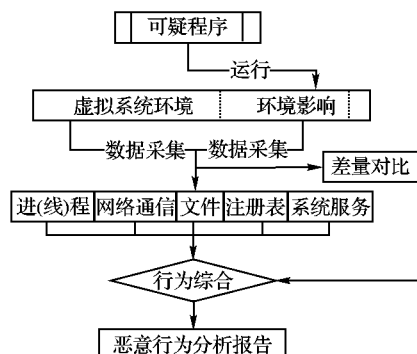 可疑程序
运行
虚拟系统环境 环境影响
数据采集 数据采集
差量对比
进(线)程 网络通信 文件 注册表 系统服务
行为综合
恶意行为分析报告